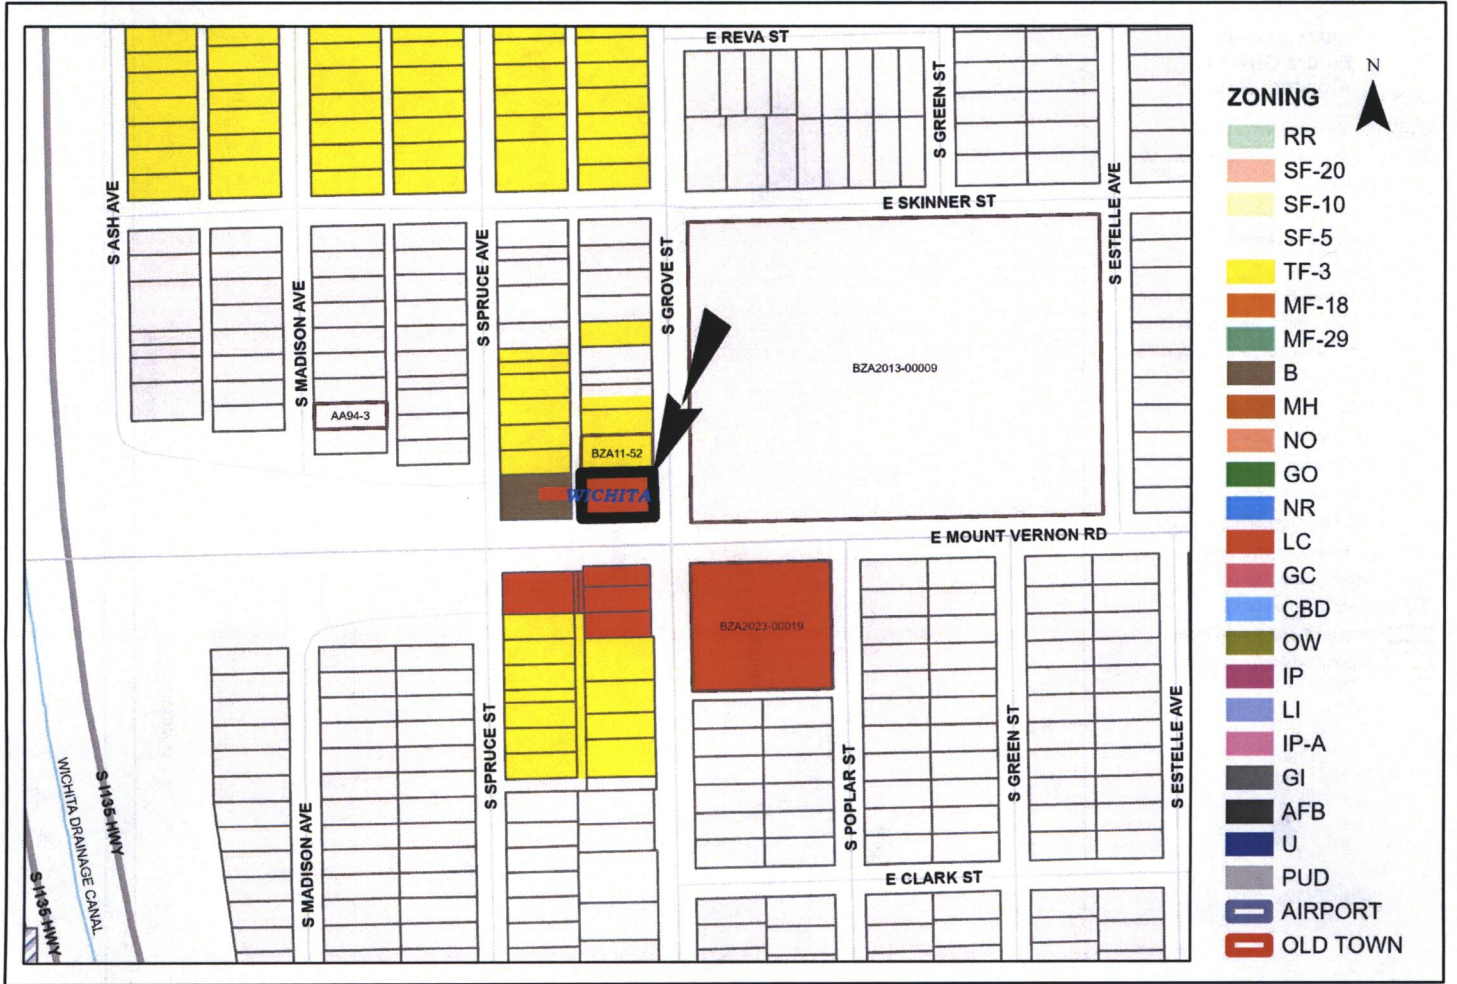 E REVA ST
S GREEN ST
E SKINNER ST
S ASH AVE
S MADISON AVE
S SPRUCE AVE
S GROVE ST
S ESTELLE AVE
AA94-3
BZA11-52
BZA2013-00009
WICHITA
E MOUNT VERNON RD
BZA2023-00019
S SPRUCE ST
S MADISON AVE
S POPLAR ST
S GREEN ST
S ESTELLE AVE
E CLARK ST
S I135 HWY
WICHITA DRAINAGE CANAL
S I135 HWY
N
ZONING
RR
SF-20
SF-10
SF-5
TF-3
MF-18
MF-29
B
MH
NO
GO
NR
LC
GC
CBD
OW
IP
LI
IP-A
GI
AFB
U
PUD
AIRPORT
OLD TOWN